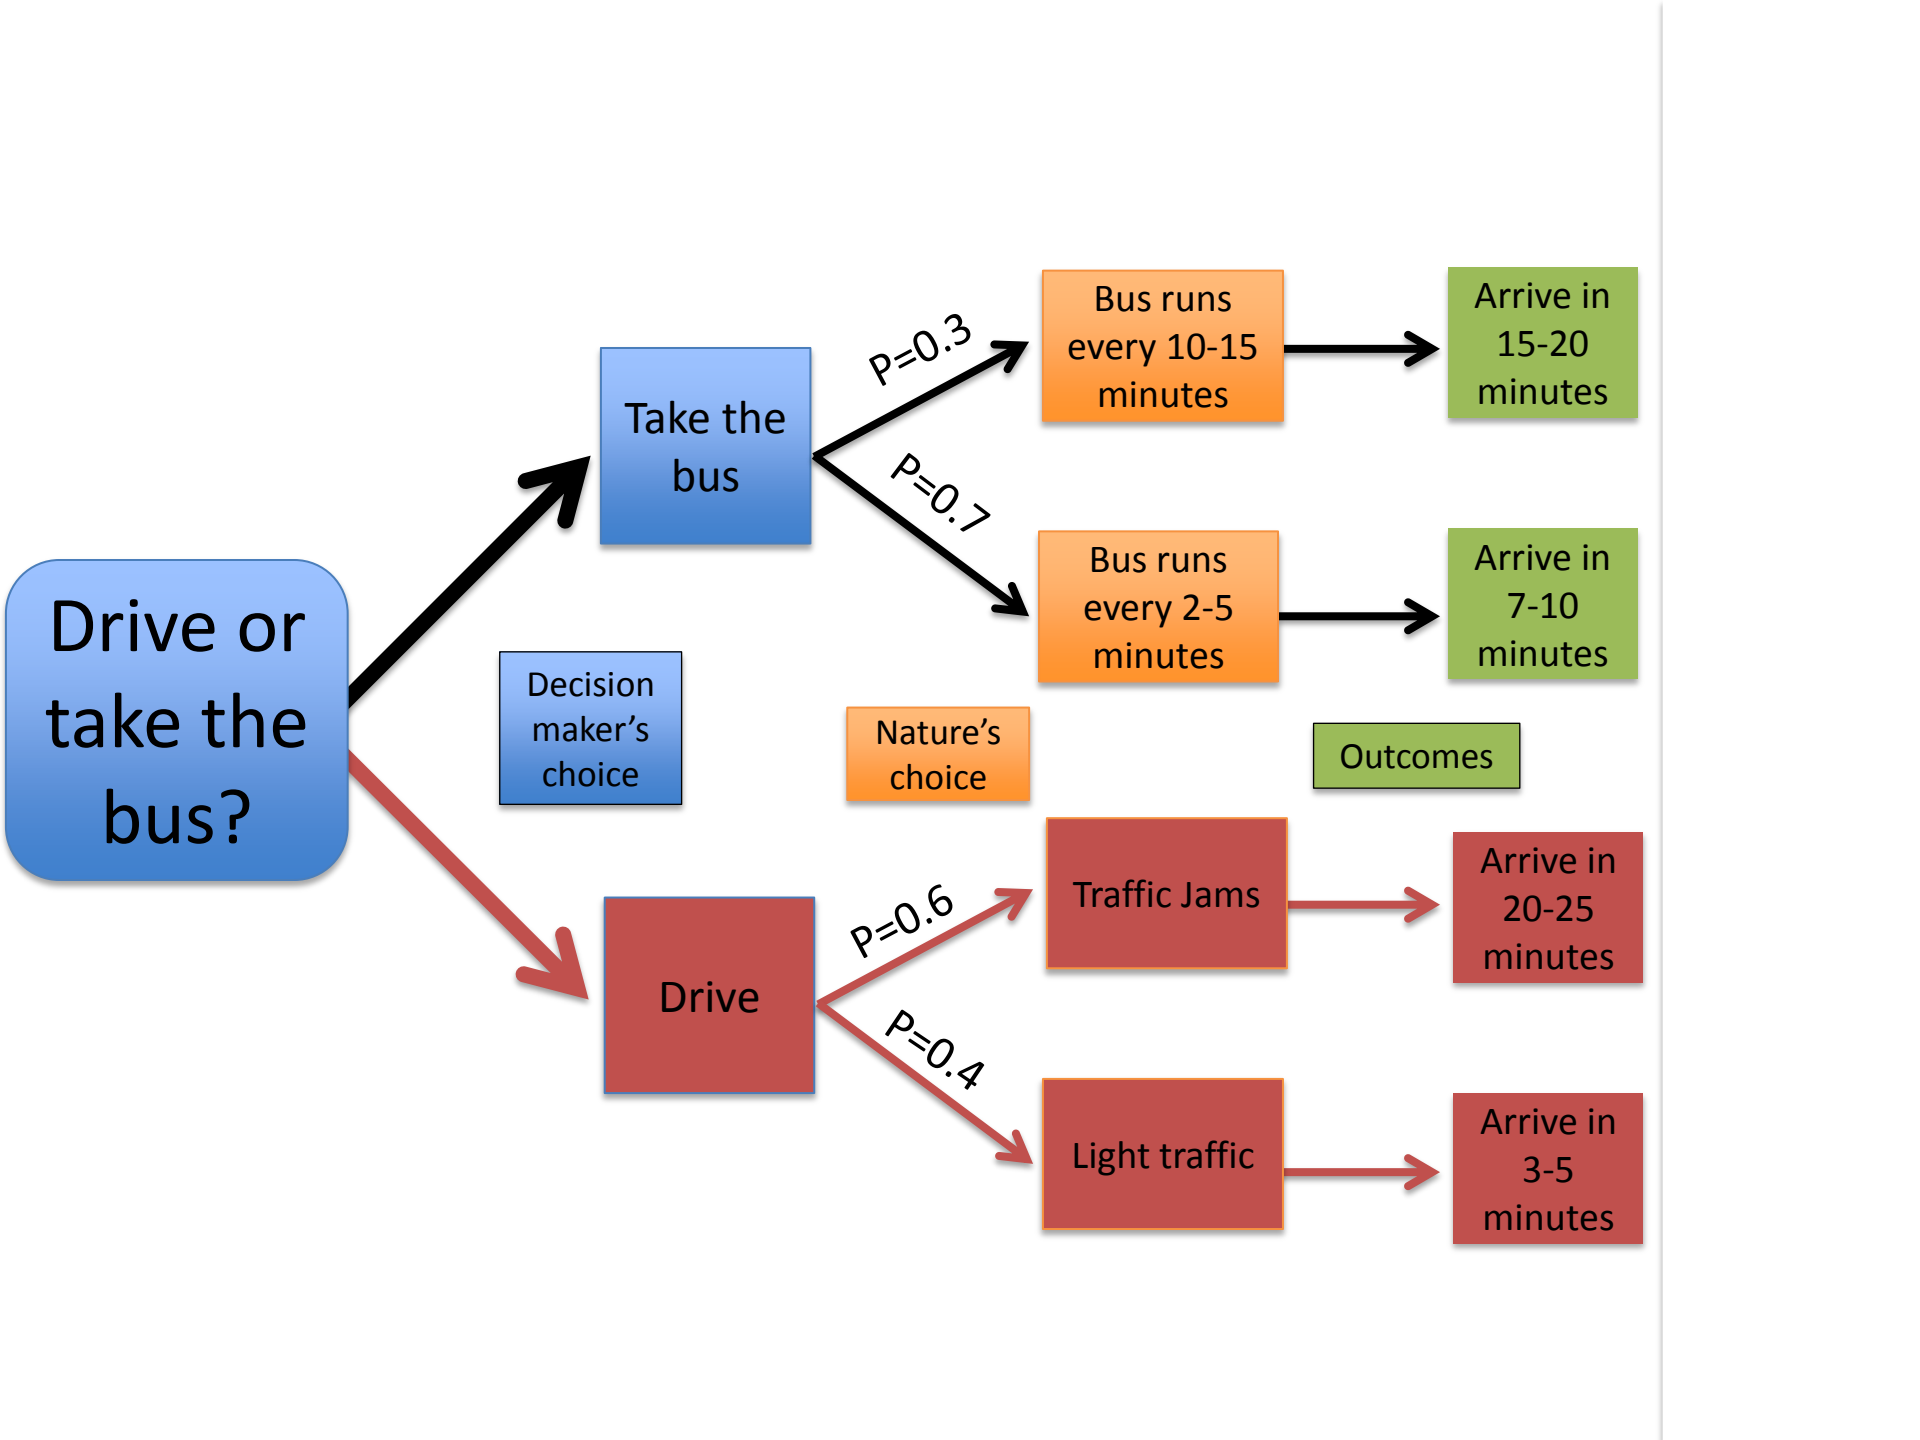 Drive or
take the
bus?
Take the
bus
P=0.3
P=0.7
Bus runs
every 10-15
minutes
Arrive in
15-20
minutes
Bus runs
every 2-5
minutes
Arrive in
7-10
minutes
Decision
maker’s
choice
Nature’s
choice
Outcomes
Drive
P=0.6
P=0.4
Traffic Jams
Arrive in
20-25
minutes
Light traffic
Arrive in
3-5
minutes